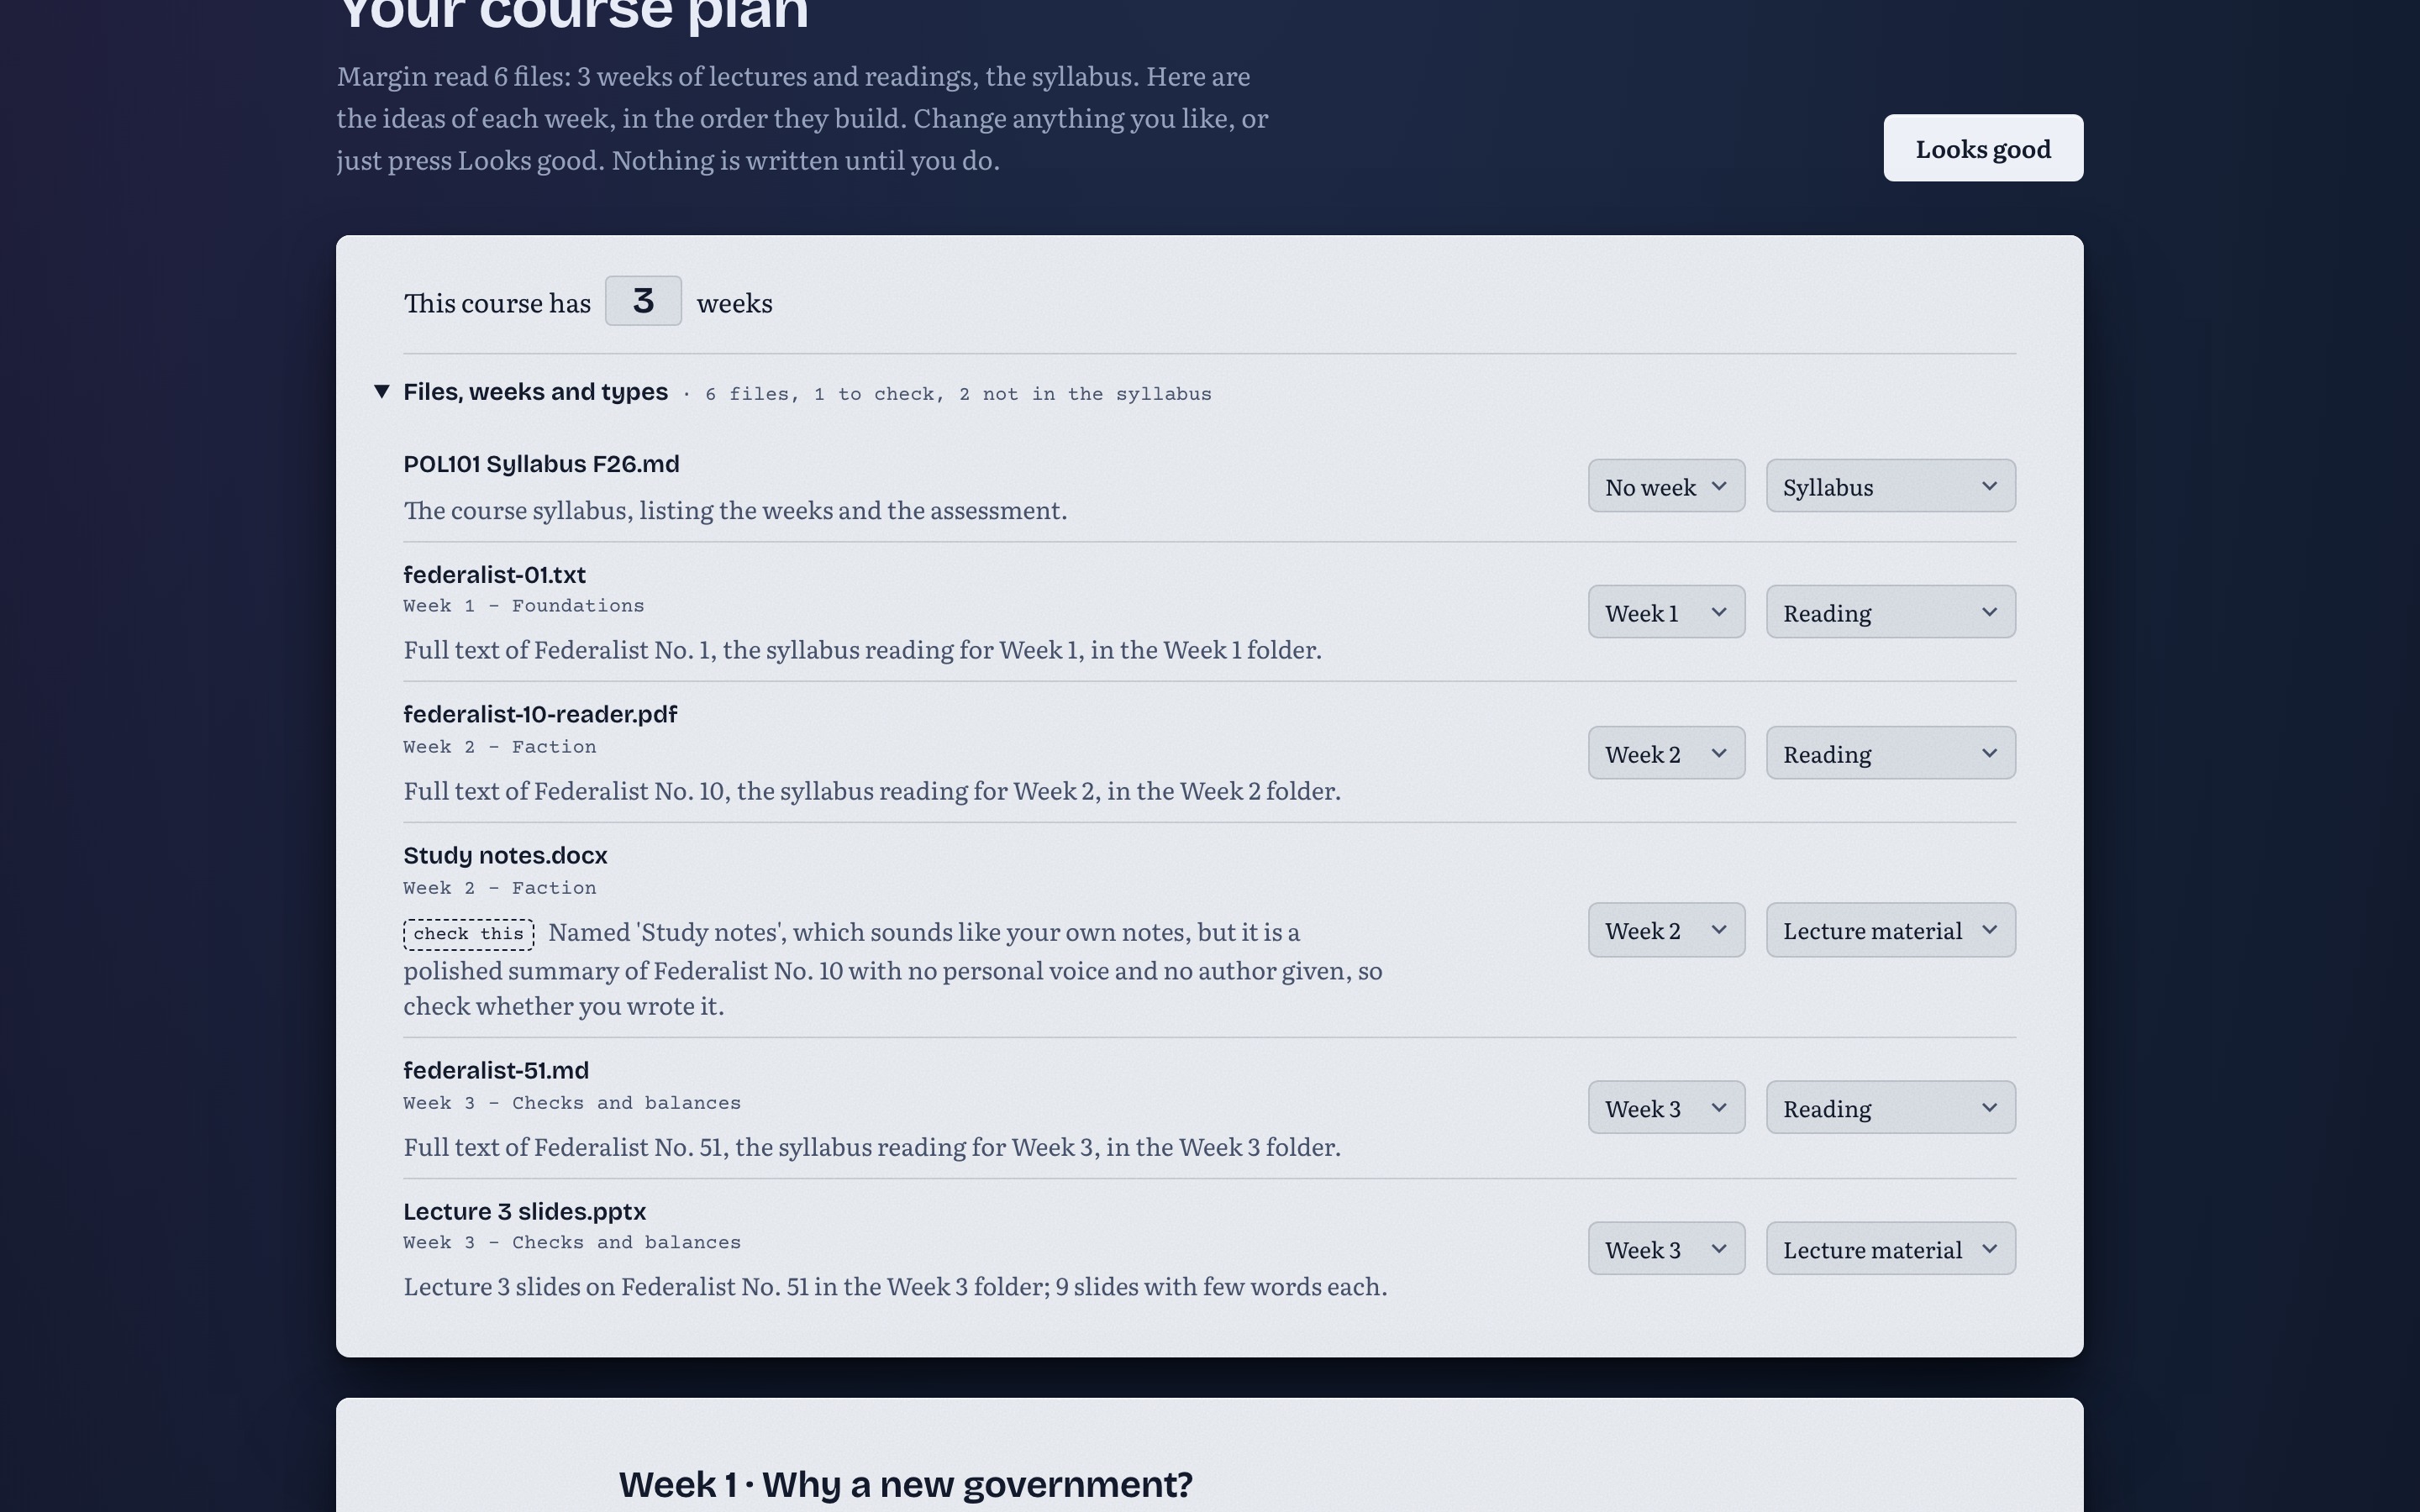 Your course plan
Margin read 6 files: 3 weeks of lectures and readings, the syllabus. Here are
the ideas of each week, in the order they build. Change anything you like, or
just press Looks good. Nothing is written until you do.
Looks good
This course has 3 weeks
▼ Files, weeks and types · 6 files, 1 to check, 2 not in the syllabus
POL101 Syllabus F26.md
The course syllabus, listing the weeks and the assessment.
No week
Syllabus
federalist-01.txt
Week 1 – Foundations
Full text of Federalist No. 1, the syllabus reading for Week 1, in the Week 1 folder.
Week 1
Reading
federalist-10-reader.pdf
Week 2 – Faction
Full text of Federalist No. 10, the syllabus reading for Week 2, in the Week 2 folder.
Week 2
Reading
Study notes.docx
Week 2 – Faction
check this Named 'Study notes', which sounds like your own notes, but it is a
polished summary of Federalist No. 10 with no personal voice and no author given, so
check whether you wrote it.
Week 2
Lecture material
federalist-51.md
Week 3 – Checks and balances
Full text of Federalist No. 51, the syllabus reading for Week 3, in the Week 3 folder.
Week 3
Reading
Lecture 3 slides.pptx
Week 3 – Checks and balances
Lecture 3 slides on Federalist No. 51 in the Week 3 folder; 9 slides with few words each.
Week 3
Lecture material
Week 1 · Why a new government?